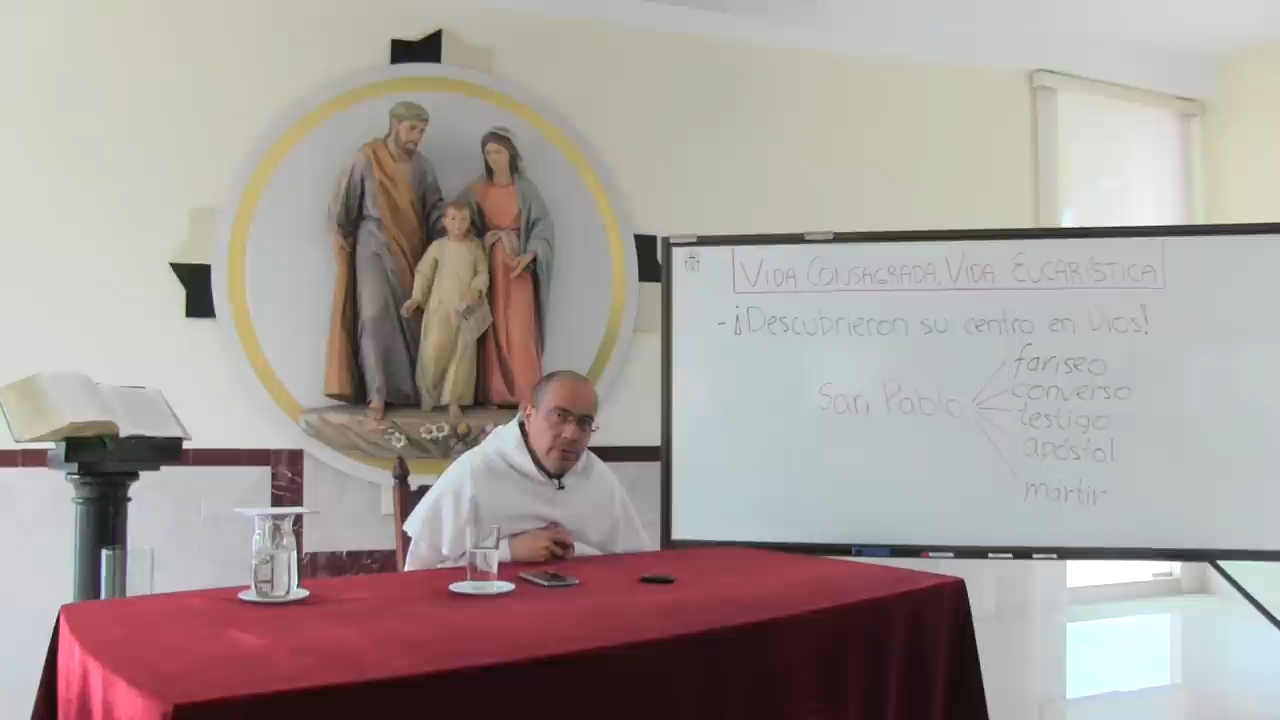 VIDA CONSAGRADA, VIDA EUCARÍSTICA
- ¡Descubrieron su centro en Dios!
San Pablo
fariseo
converso
testigo
apóstol
mártir